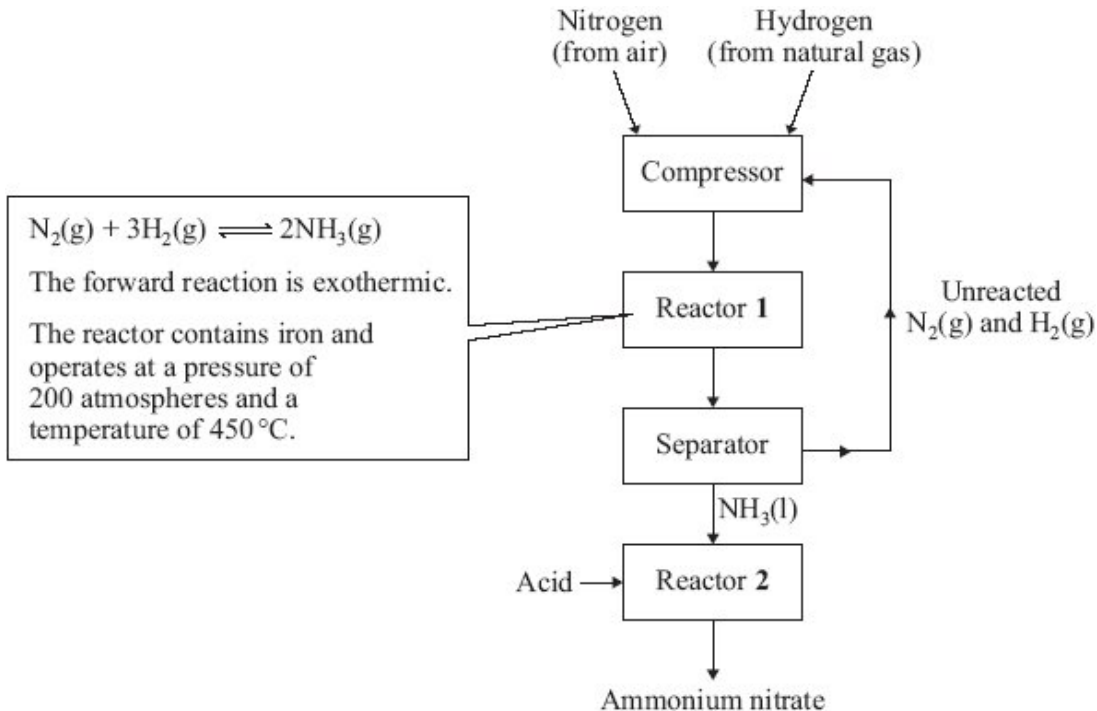 Nitrogen
(from air)
Hydrogen
(from natural gas)
Compressor
N₂(g) + 3H₂(g) ⇌ 2NH₃(g)
The forward reaction is exothermic.
The reactor contains iron and
operates at a pressure of
200 atmospheres and a
temperature of 450 °C.
Reactor 1
Unreacted
N₂(g) and H₂(g)
Separator
NH₃(l)
Acid
Reactor 2
Ammonium nitrate